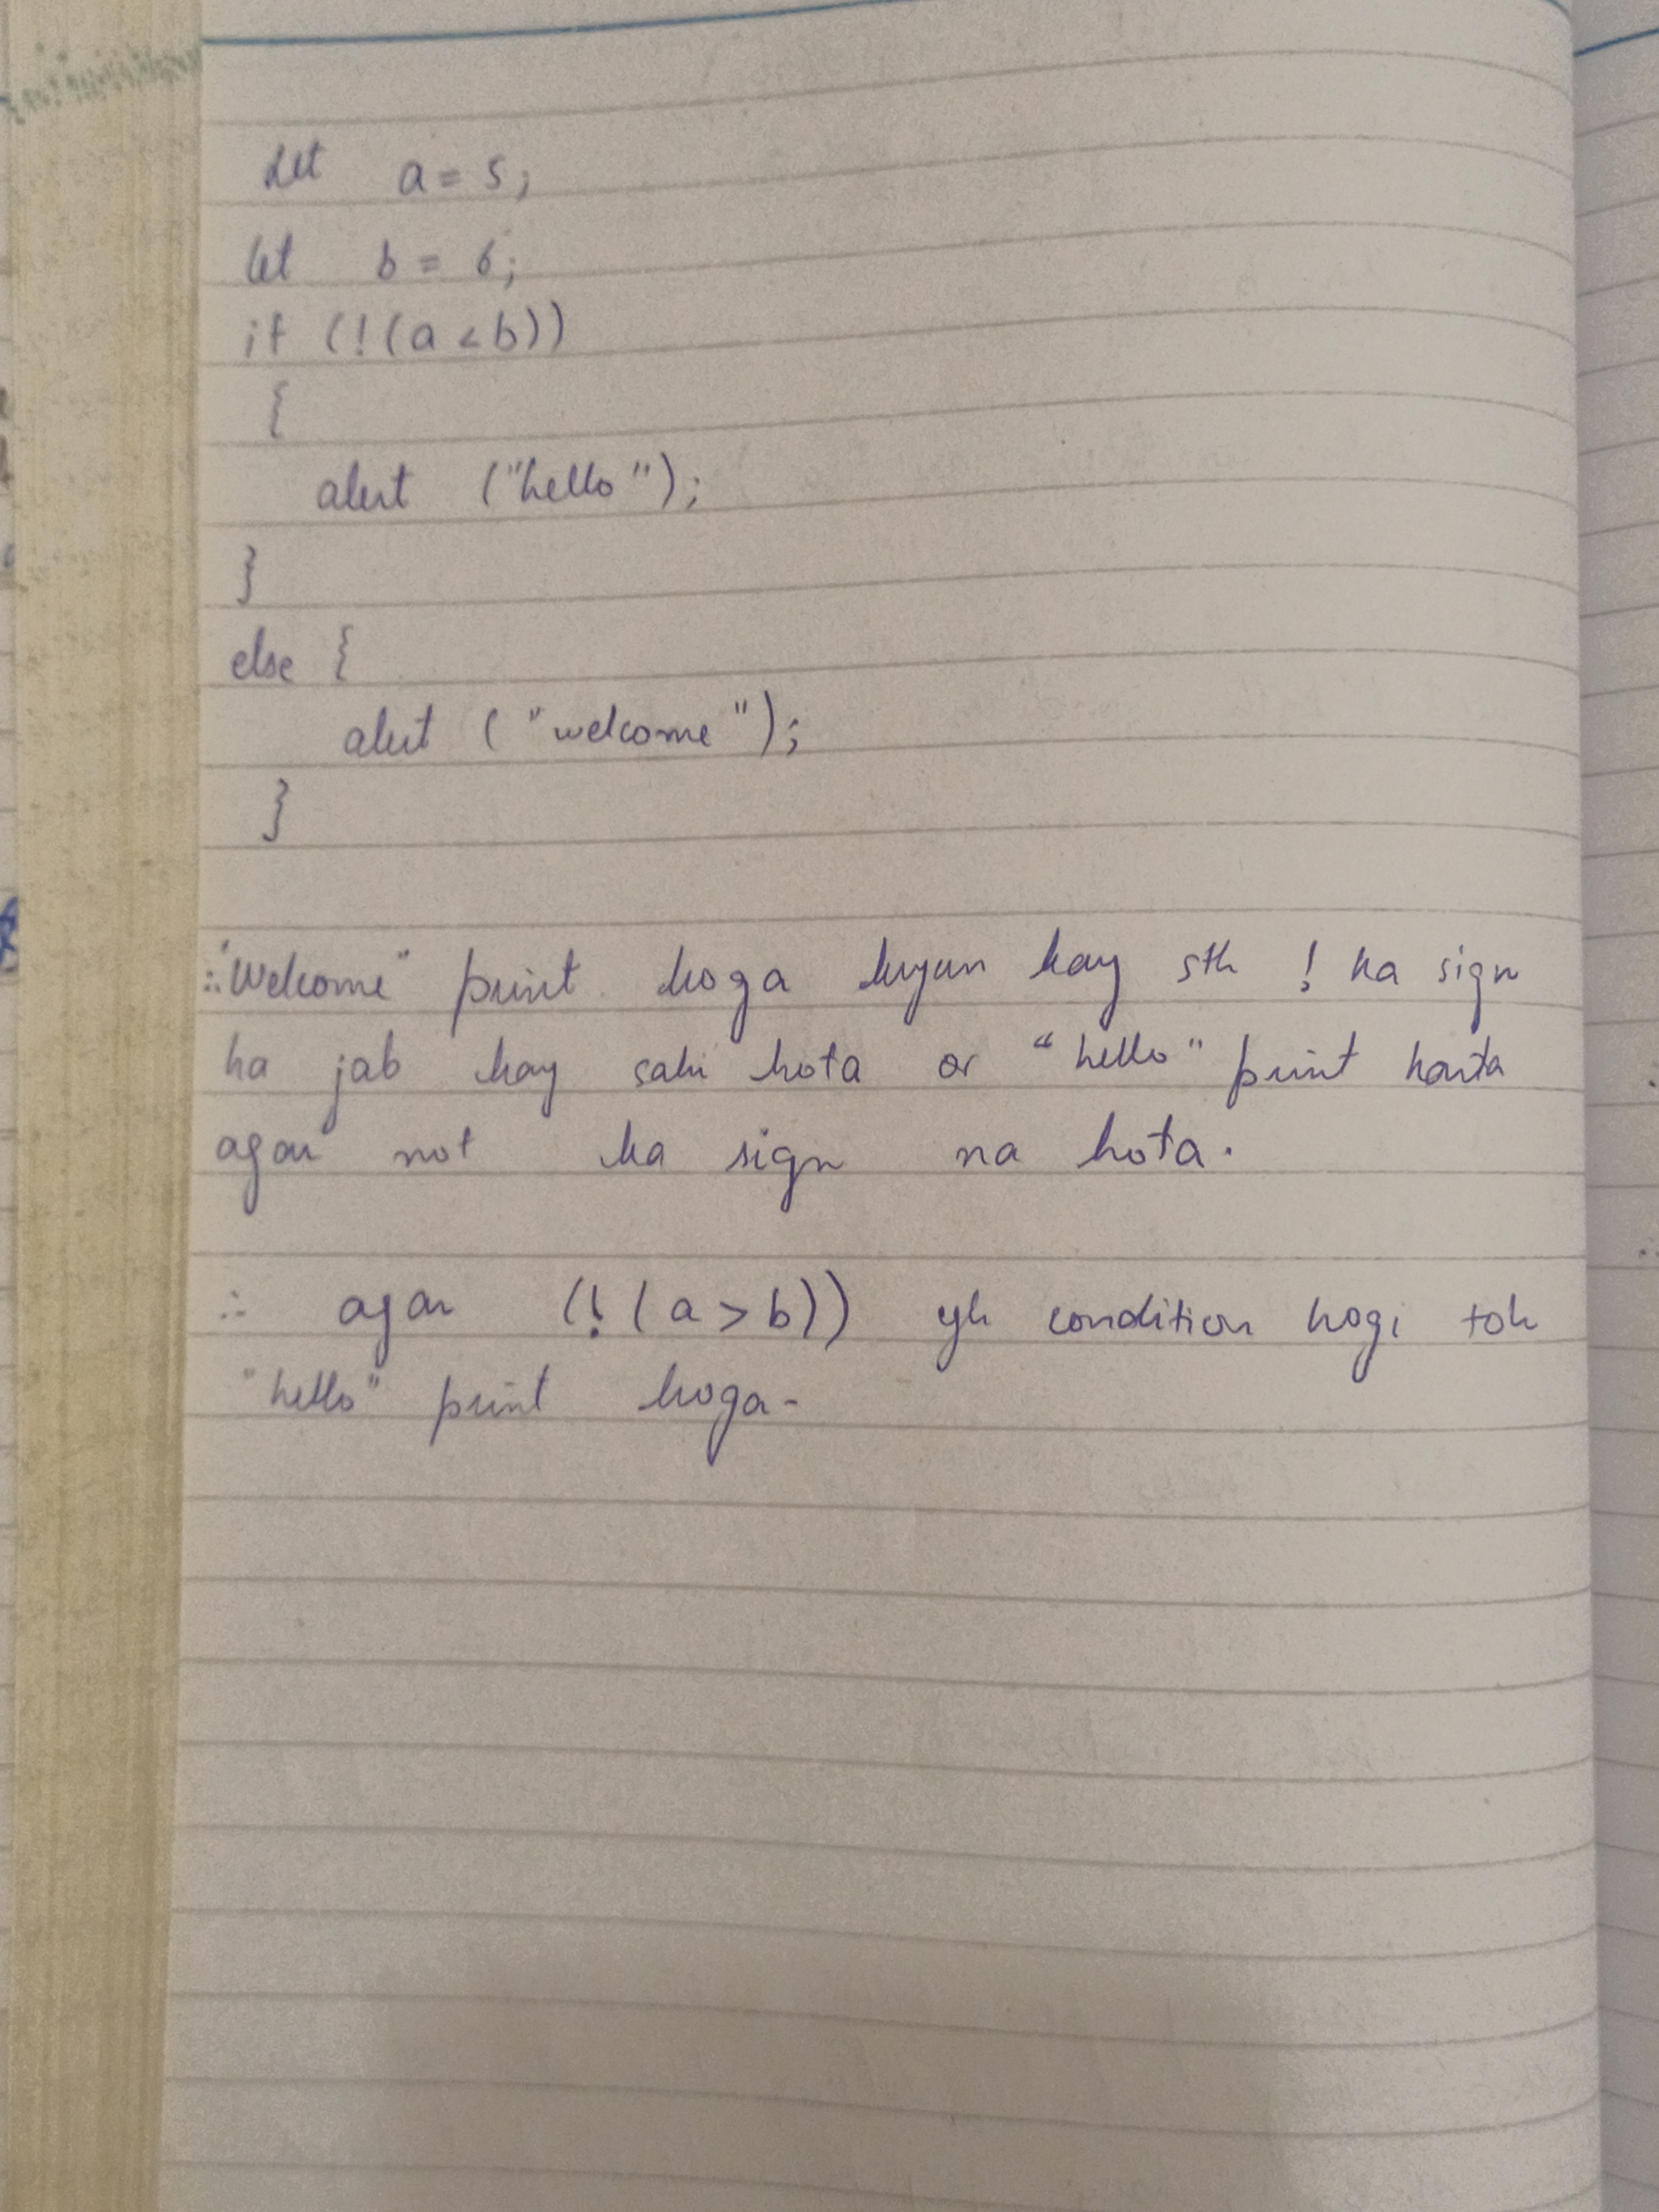 let a = 5;
let b = 6;
if (!(a < b))
{
alert ("hello");
}
else {
alert ("welcome");
}
∴ "Welcome" print hoga kyun kay sth ! ka sign
ha jab kay sahi hota or "hello" print karta
agar not ka sign na hota.
∴ agar (!(a > b)) yh condition hogi toh
"hello" print hoga-